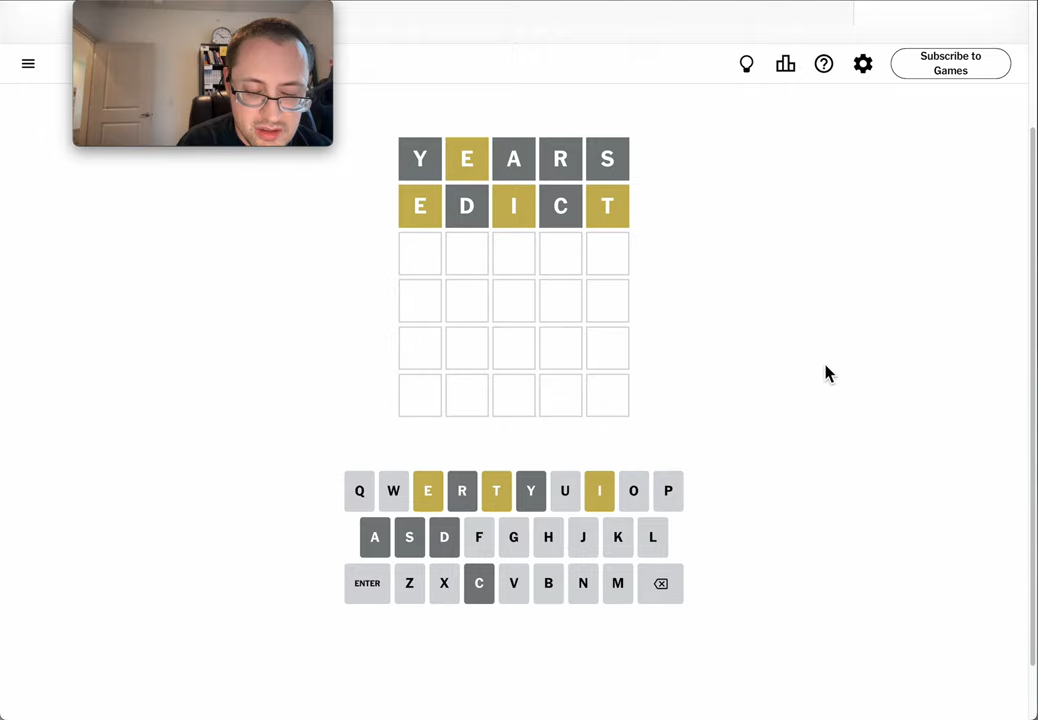 Subscribe to
Games
Y E A R S
E D I C T
Q W E R T Y U I O P
A S D F G H J K L
ENTER Z X C V B N M